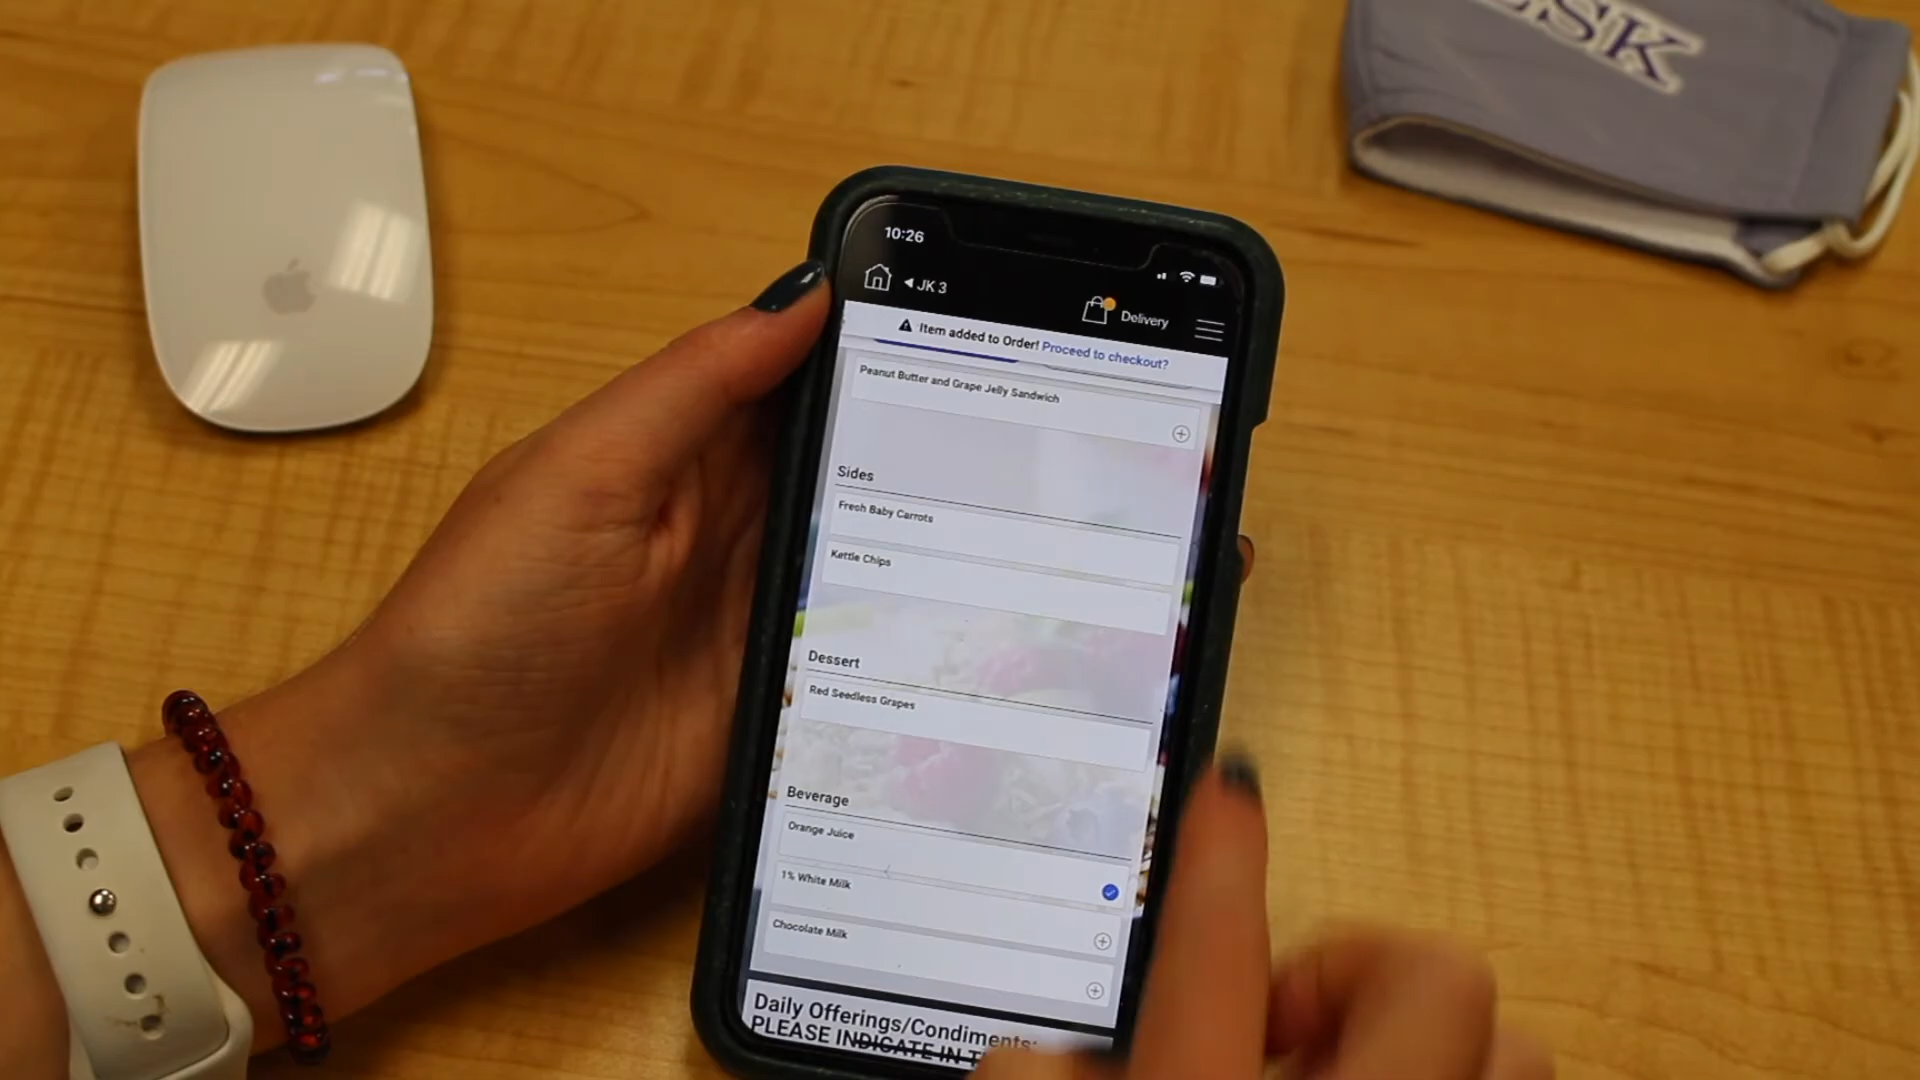 SK
10:26
JK 3
Delivery
Item added to Order! Proceed to checkout?
Peanut Butter and Grape Jelly Sandwich
Sides
Fresh Baby Carrots
Kettle Chips
Dessert
Red Seedless Grapes
Beverage
Orange Juice
1% White Milk
Chocolate Milk
Daily Offerings/Condiments:
PLEASE INDICATE IN